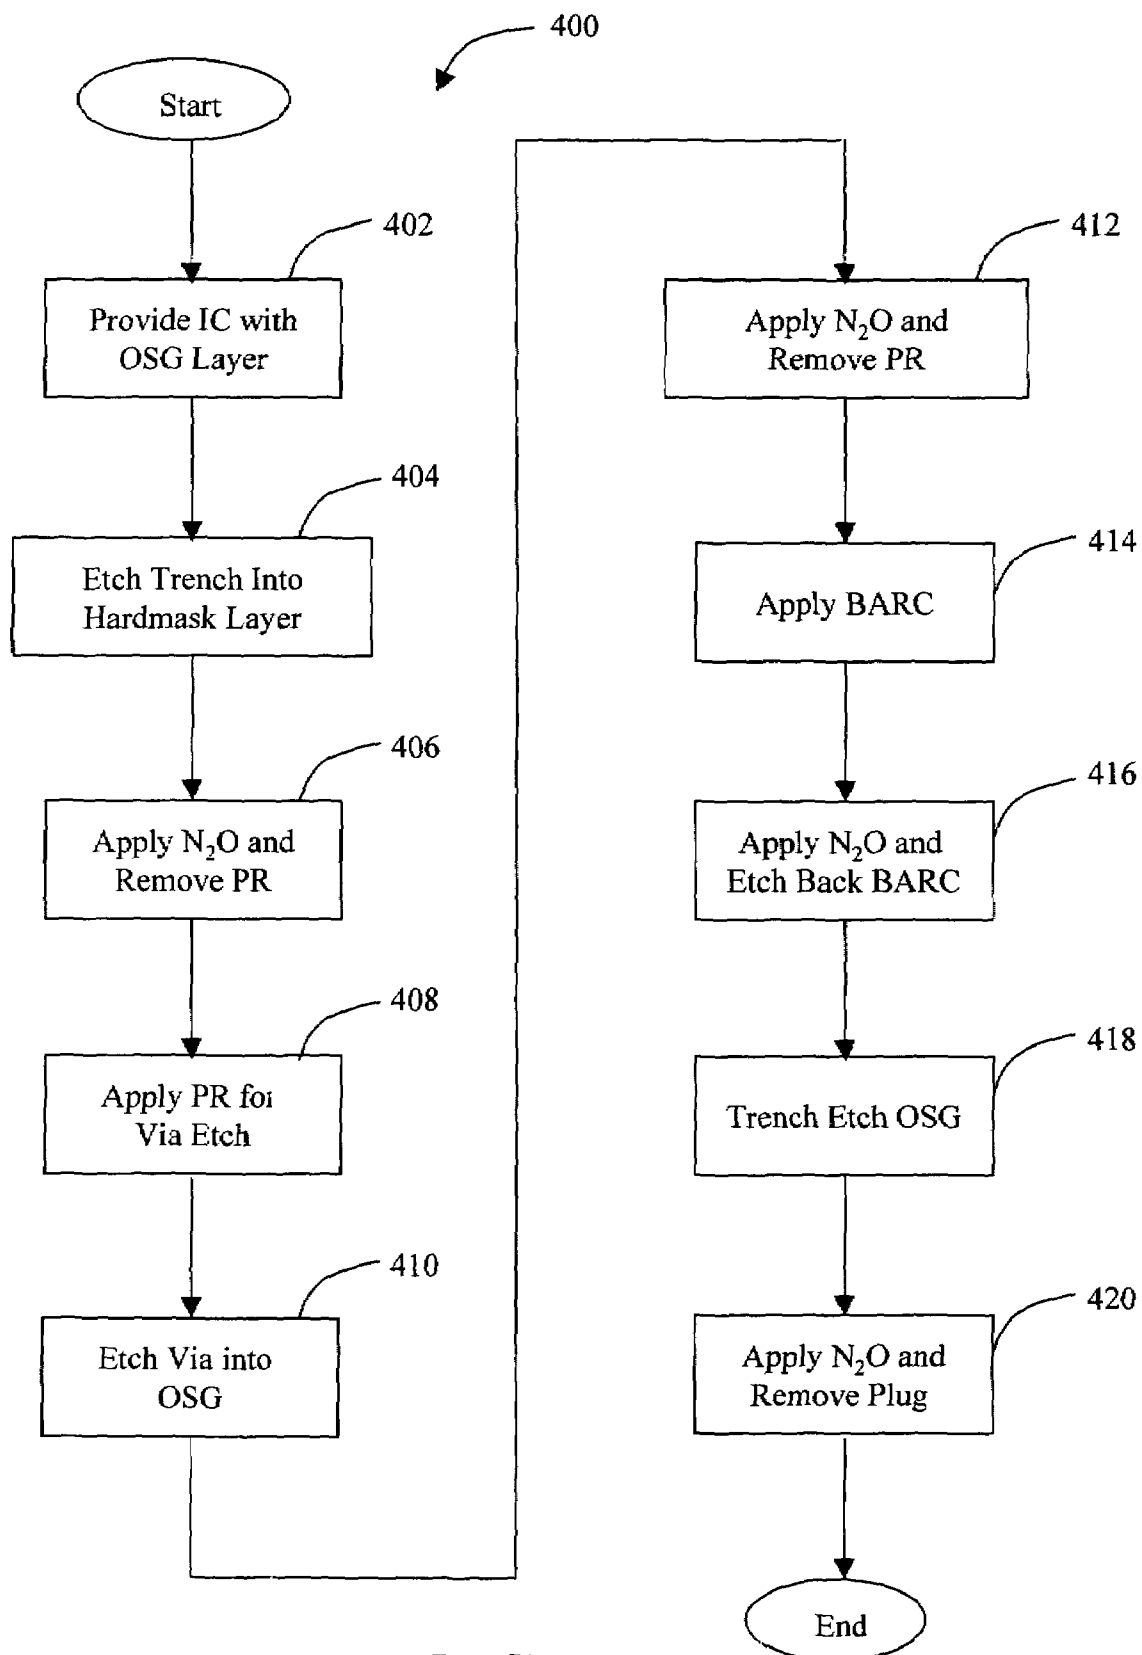 400
Start
402
Provide IC with
OSG Layer
404
Etch Trench Into
Hardmask Layer
406
Apply N₂O and
Remove PR
408
Apply PR for
Via Etch
410
Etch Via into
OSG
412
Apply N₂O and
Remove PR
414
Apply BARC
416
Apply N₂O and
Etch Back BARC
418
Trench Etch OSG
420
Apply N₂O and
Remove Plug
End